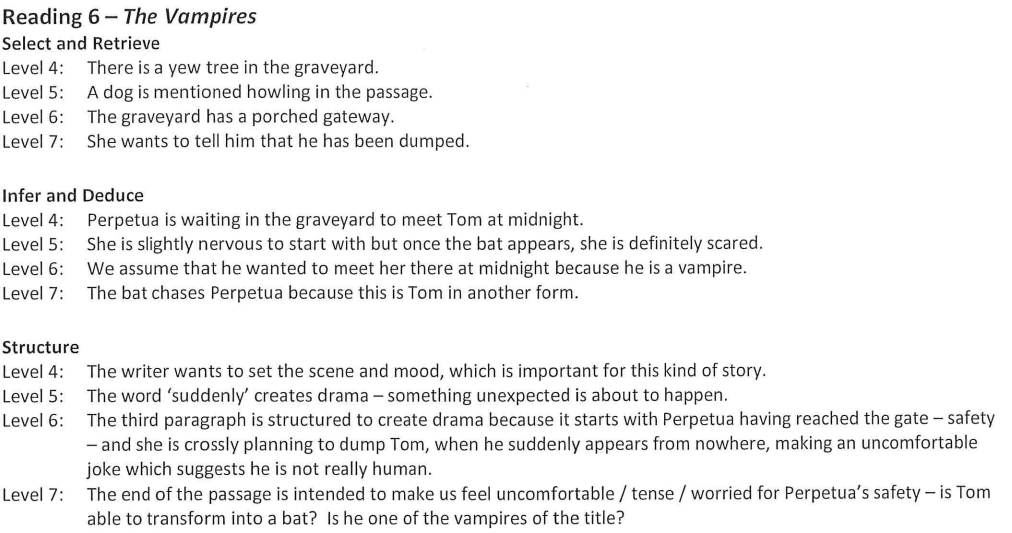 Reading 6 – The Vampires
Select and Retrieve
Level 4: There is a yew tree in the graveyard.
Level 5: A dog is mentioned howling in the passage.
Level 6: The graveyard has a porched gateway.
Level 7: She wants to tell him that he has been dumped.
Infer and Deduce
Level 4: Perpetua is waiting in the graveyard to meet Tom at midnight.
Level 5: She is slightly nervous to start with but once the bat appears, she is definitely scared.
Level 6: We assume that he wanted to meet her there at midnight because he is a vampire.
Level 7: The bat chases Perpetua because this is Tom in another form.
Structure
Level 4: The writer wants to set the scene and mood, which is important for this kind of story.
Level 5: The word ‘suddenly’ creates drama – something unexpected is about to happen.
Level 6: The third paragraph is structured to create drama because it starts with Perpetua having reached the gate – safety
– and she is crossly planning to dump Tom, when he suddenly appears from nowhere, making an uncomfortable
joke which suggests he is not really human.
Level 7: The end of the passage is intended to make us feel uncomfortable / tense / worried for Perpetua’s safety – is Tom
able to transform into a bat? Is he one of the vampires of the title?